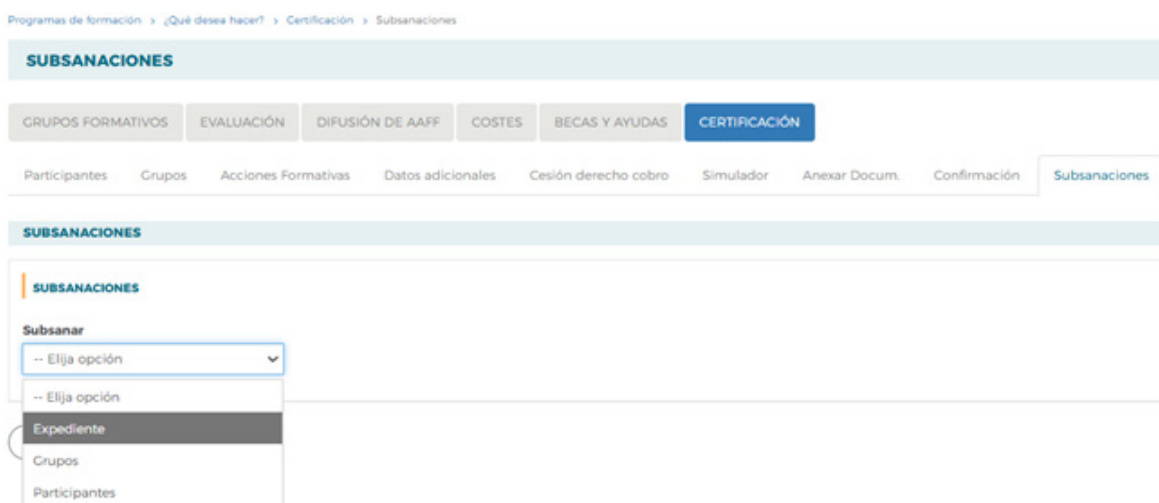 Programas de formación > ¿Qué desea hacer? > Certificación > Subsanaciones
SUBSANACIONES
GRUPOS FORMATIVOS EVALUACIÓN DIFUSIÓN DE AAFF COSTES BECAS Y AYUDAS CERTIFICACIÓN
Participantes Grupos Acciones Formativas Datos adicionales Cesión derecho cobro Simulador Anexar Docum. Confirmación Subsanaciones
SUBSANACIONES
SUBSANACIONES
Subsanar
-- Elija opción
-- Elija opción
Expediente
Grupos
Participantes